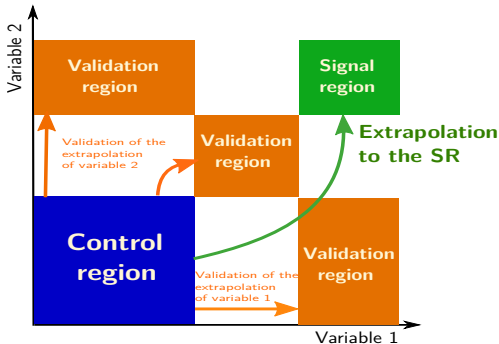 Variable 2
Validation
region
Signal
region
Validation of the
extrapolation
of variable 2
Validation
region
Extrapolation
to the SR
Control
region
Validation
region
Validation of the
extrapolation
of variable 1
Variable 1